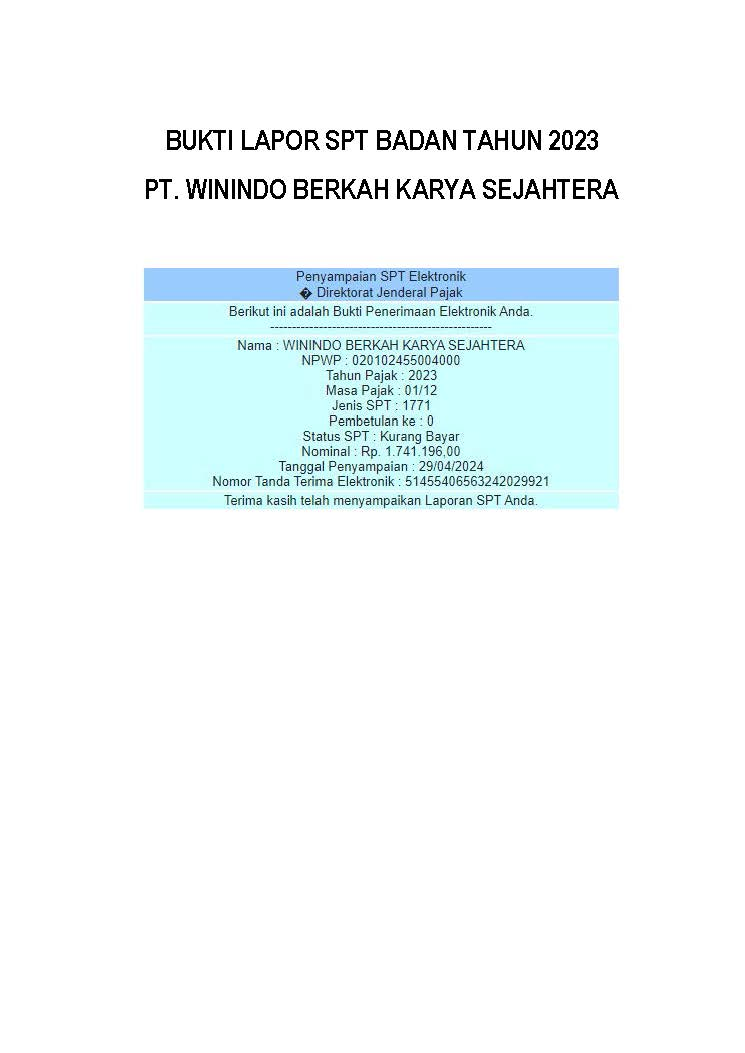 BUKTI LAPOR SPT BADAN TAHUN 2023
PT. WININDO BERKAH KARYA SEJAHTERA
Penyampaian SPT Elektronik
� Direktorat Jenderal Pajak
Berikut ini adalah Bukti Penerimaan Elektronik Anda.
----------------------------------------------------
Nama : WININDO BERKAH KARYA SEJAHTERA
NPWP : 020102455004000
Tahun Pajak : 2023
Masa Pajak : 01/12
Jenis SPT : 1771
Pembetulan ke : 0
Status SPT : Kurang Bayar
Nominal : Rp. 1.741.196,00
Tanggal Penyampaian : 29/04/2024
Nomor Tanda Terima Elektronik : 51455406563242029921
Terima kasih telah menyampaikan Laporan SPT Anda.